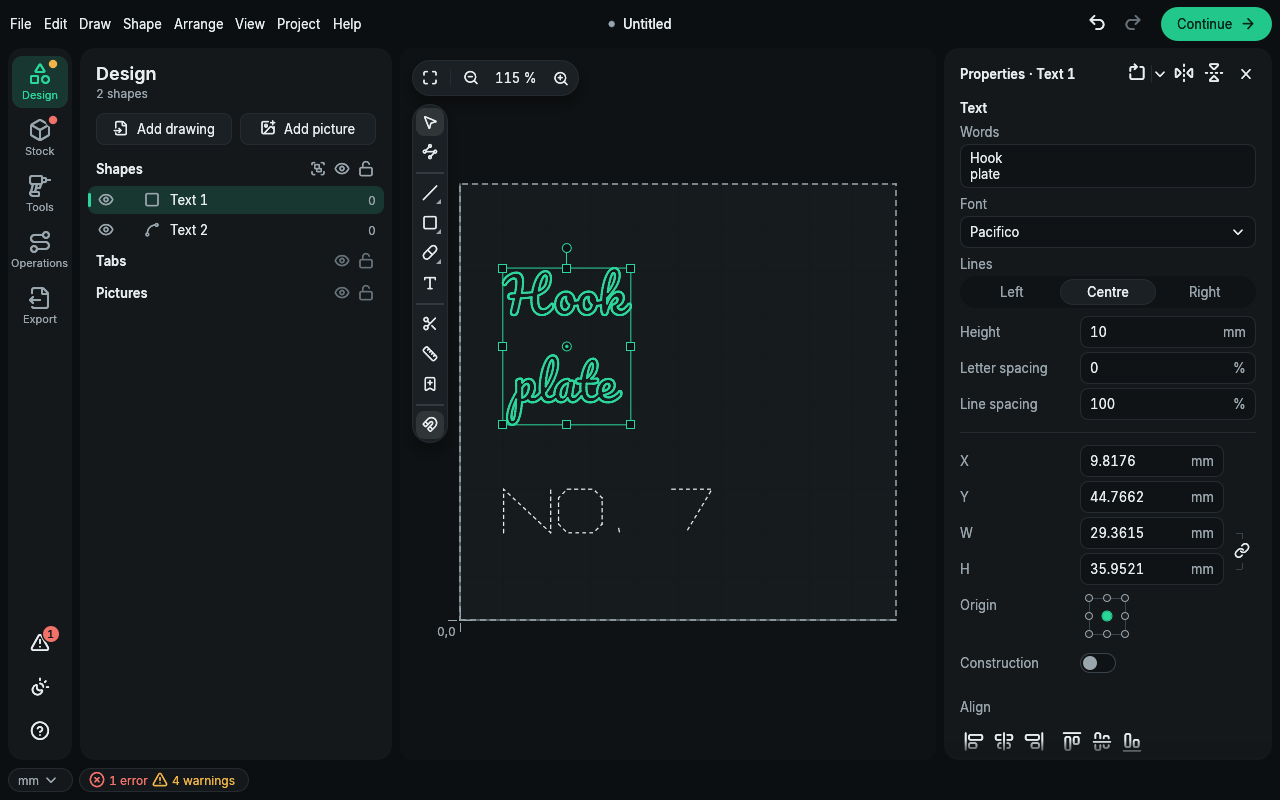 File Edit Draw Shape Arrange View Project Help
Untitled
Continue
Design
Stock
Tools
Operations
Export
1
Design
2 shapes
Add drawing
Add picture
Shapes
Text 1 0
Text 2 0
Tabs
Pictures
115 %
Hook
plate
NO. 7
0,0
Properties · Text 1
Text
Words
Hook
plate
Font
Pacifico
Lines
Left Centre Right
Height 10 mm
Letter spacing 0 %
Line spacing 100 %
X 9.8176 mm
Y 44.7662 mm
W 29.3615 mm
H 35.9521 mm
Origin
Construction
Align
mm
1 error 4 warnings